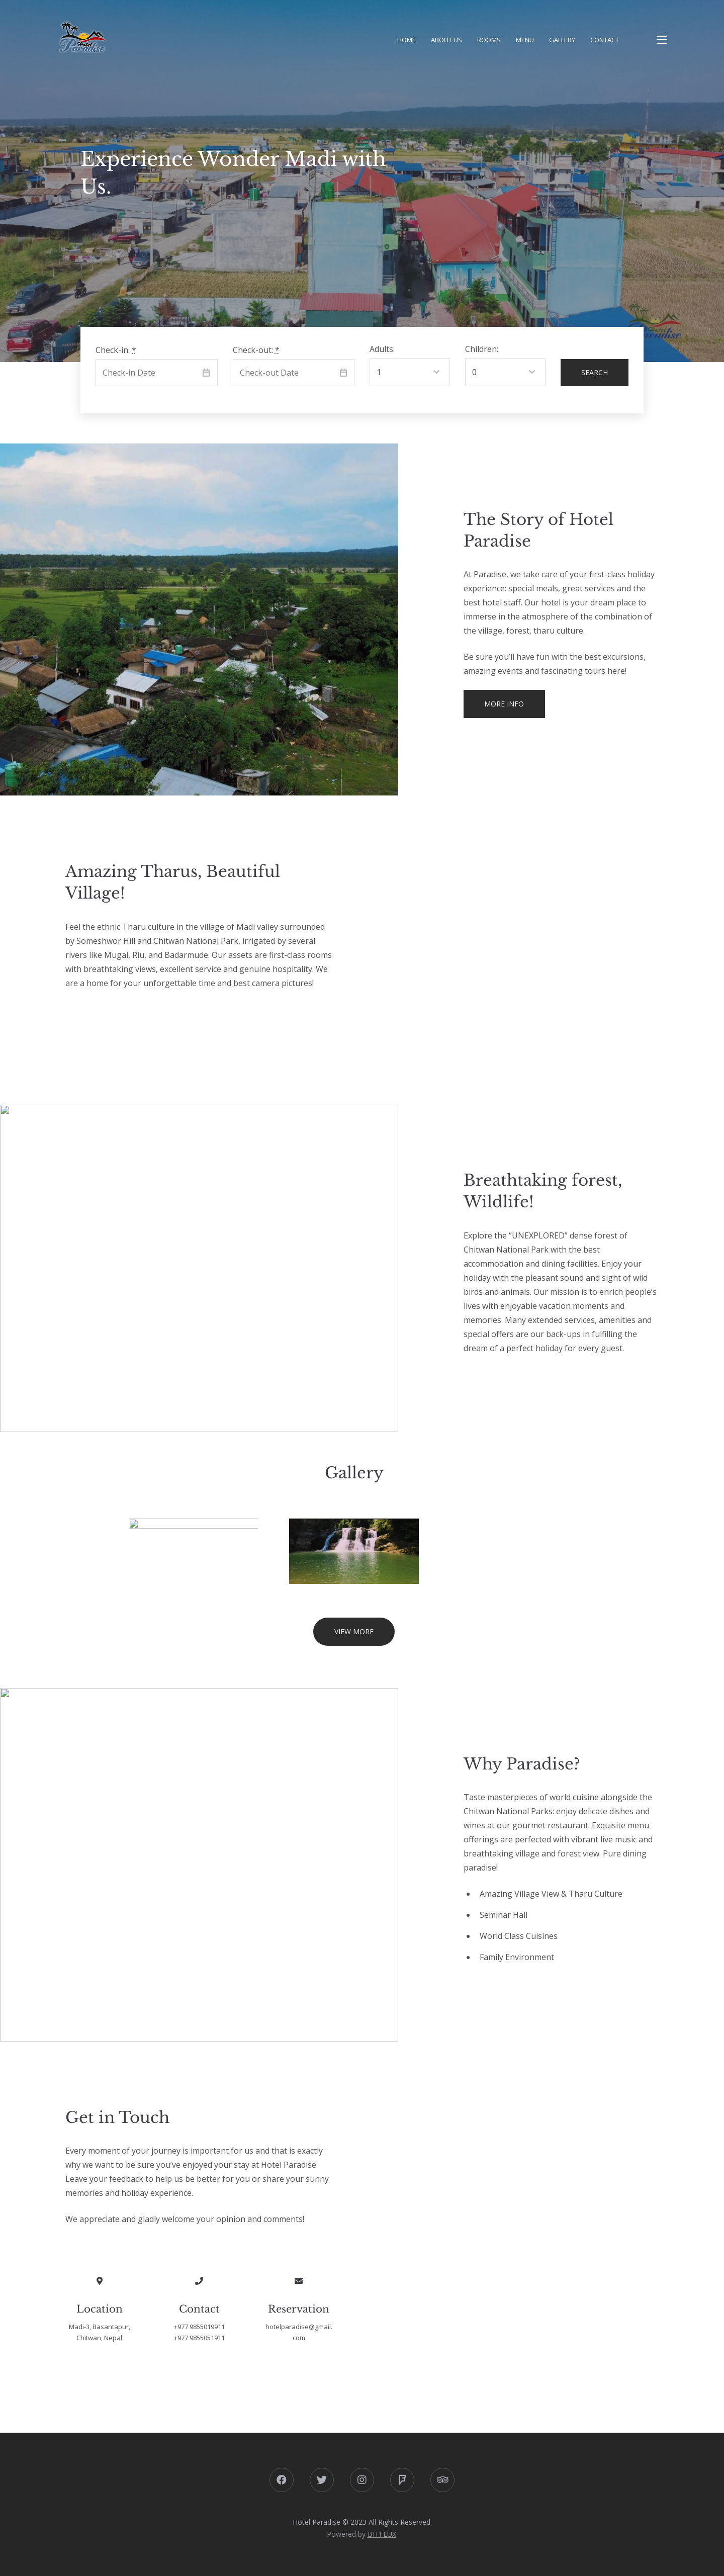 Hotel
Paradise
HOME
ABOUT US
ROOMS
MENU
GALLERY
CONTACT
Experience Wonder Madi with
Us.
Check-in: *
Check-in Date
Check-out: *
Check-out Date
Adults:
1
Children:
0
SEARCH
The Story of Hotel
Paradise
At Paradise, we take care of your first-class holiday
experience: special meals, great services and the
best hotel staff. Our hotel is your dream place to
immerse in the atmosphere of the combination of
the village, forest, tharu culture.
Be sure you’ll have fun with the best excursions,
amazing events and fascinating tours here!
MORE INFO
Amazing Tharus, Beautiful
Village!
Feel the ethnic Tharu culture in the village of Madi valley surrounded
by Someshwor Hill and Chitwan National Park, irrigated by several
rivers like Mugai, Riu, and Badarmude. Our assets are first-class rooms
with breathtaking views, excellent service and genuine hospitality. We
are a home for your unforgettable time and best camera pictures!
Breathtaking forest,
Wildlife!
Explore the “UNEXPLORED” dense forest of
Chitwan National Park with the best
accommodation and dining facilities. Enjoy your
holiday with the pleasant sound and sight of wild
birds and animals. Our mission is to enrich people’s
lives with enjoyable vacation moments and
memories. Many extended services, amenities and
special offers are our back-ups in fulfilling the
dream of a perfect holiday for every guest.
Gallery
VIEW MORE
Why Paradise?
Taste masterpieces of world cuisine alongside the
Chitwan National Parks: enjoy delicate dishes and
wines at our gourmet restaurant. Exquisite menu
offerings are perfected with vibrant live music and
breathtaking village and forest view. Pure dining
paradise!
Amazing Village View & Tharu Culture
Seminar Hall
World Class Cuisines
Family Environment
Get in Touch
Every moment of your journey is important for us and that is exactly
why we want to be sure you’ve enjoyed your stay at Hotel Paradise.
Leave your feedback to help us be better for you or share your sunny
memories and holiday experience.
We appreciate and gladly welcome your opinion and comments!
Location
Madi-3, Basantapur,
Chitwan, Nepal
Contact
+977 9855019911
+977 9855051911
Reservation
hotelparadise@gmail.
com
Hotel Paradise © 2023 All Rights Reserved.
Powered by BITFLUX.